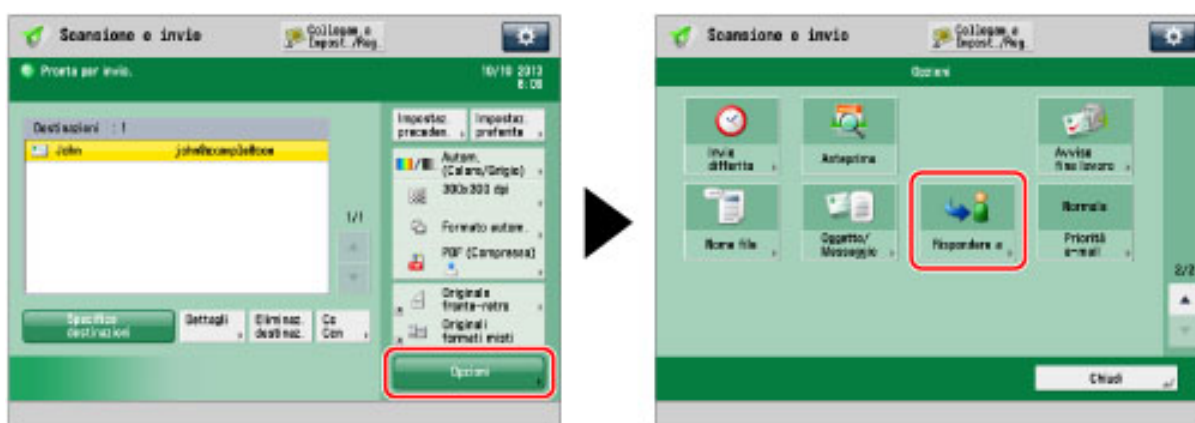 Scansione e invio
Collegam. a
Impost./Reg.
Pronta per invio.
10/10 2013
Destinazioni : 1
John
Impostaz. preceden.
Impostaz. preferite
Autom.
(Colore/Grigio)
300x300 dpi
1/1
Formato autom.
PDF (Compressa)
Originale
fronte-retro
Originali
formati misti
Specifica
destinazioni
Dettagli
Eliminaz.
destinaz.
Cc
Ccn
Opzioni
Scansione e invio
Collegam. a
Impost./Reg.
Opzioni
Invio
differito
Anteprima
Avviso
fine lavoro
Nome file
Oggetto/
Messaggio
Rispondere a
Normale
Priorità
e-mail
2/2
Chiudi